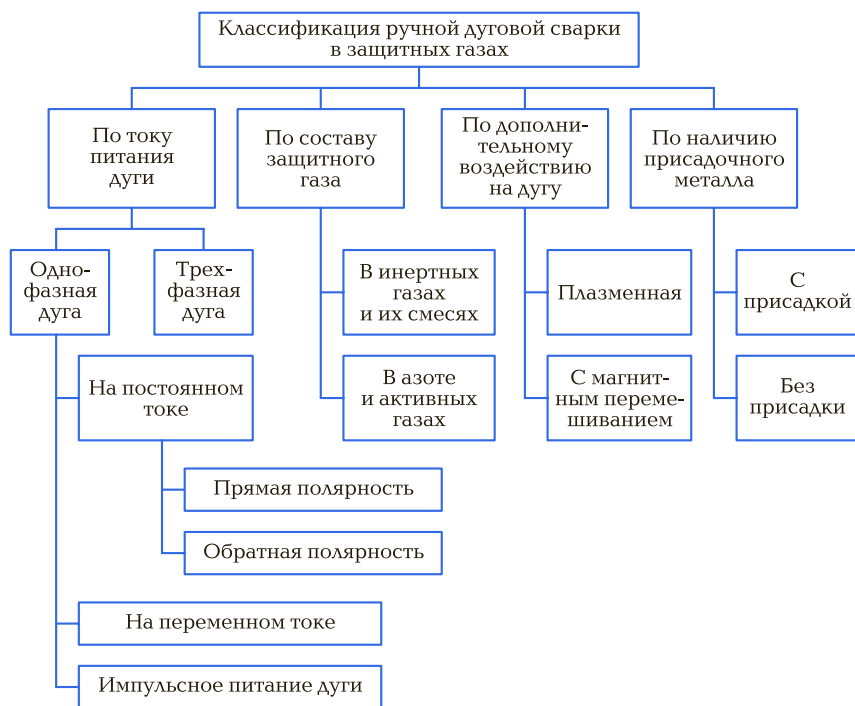 Классификация ручной дуговой сварки
в защитных газах
По току
питания
дуги
По составу
защитного
газа
По дополни-
тельному
воздействию
на дугу
По наличию
присадочного
металла
Одно-
фазная
дуга
Трех-
фазная
дуга
В инертных
газах
и их смесях
Плазменная
С
присадкой
На постоянном
токе
В азоте
и активных
газах
С магнит-
ным переме-
шиванием
Без
присадки
Прямая полярность
Обратная полярность
На переменном токе
Импульсное питание дуги